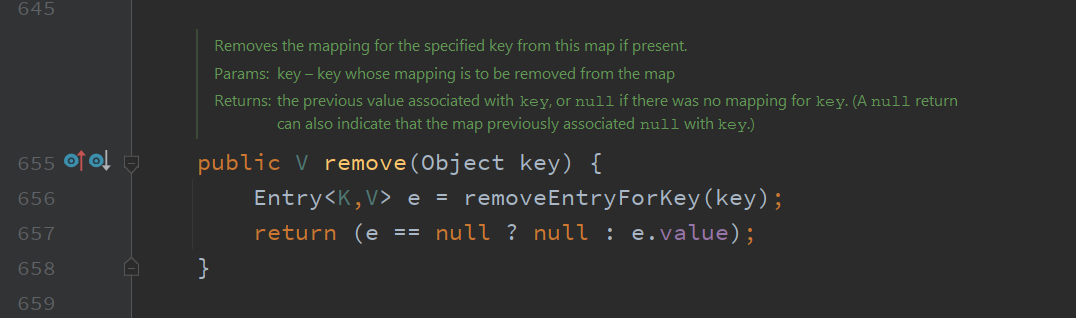 645
Removes the mapping for the specified key from this map if present.
Params: key – key whose mapping is to be removed from the map
Returns: the previous value associated with key, or null if there was no mapping for key. (A null return
can also indicate that the map previously associated null with key.)
655 public V remove(Object key) {
656 Entry<K,V> e = removeEntryForKey(key);
657 return (e == null ? null : e.value);
658 }
659